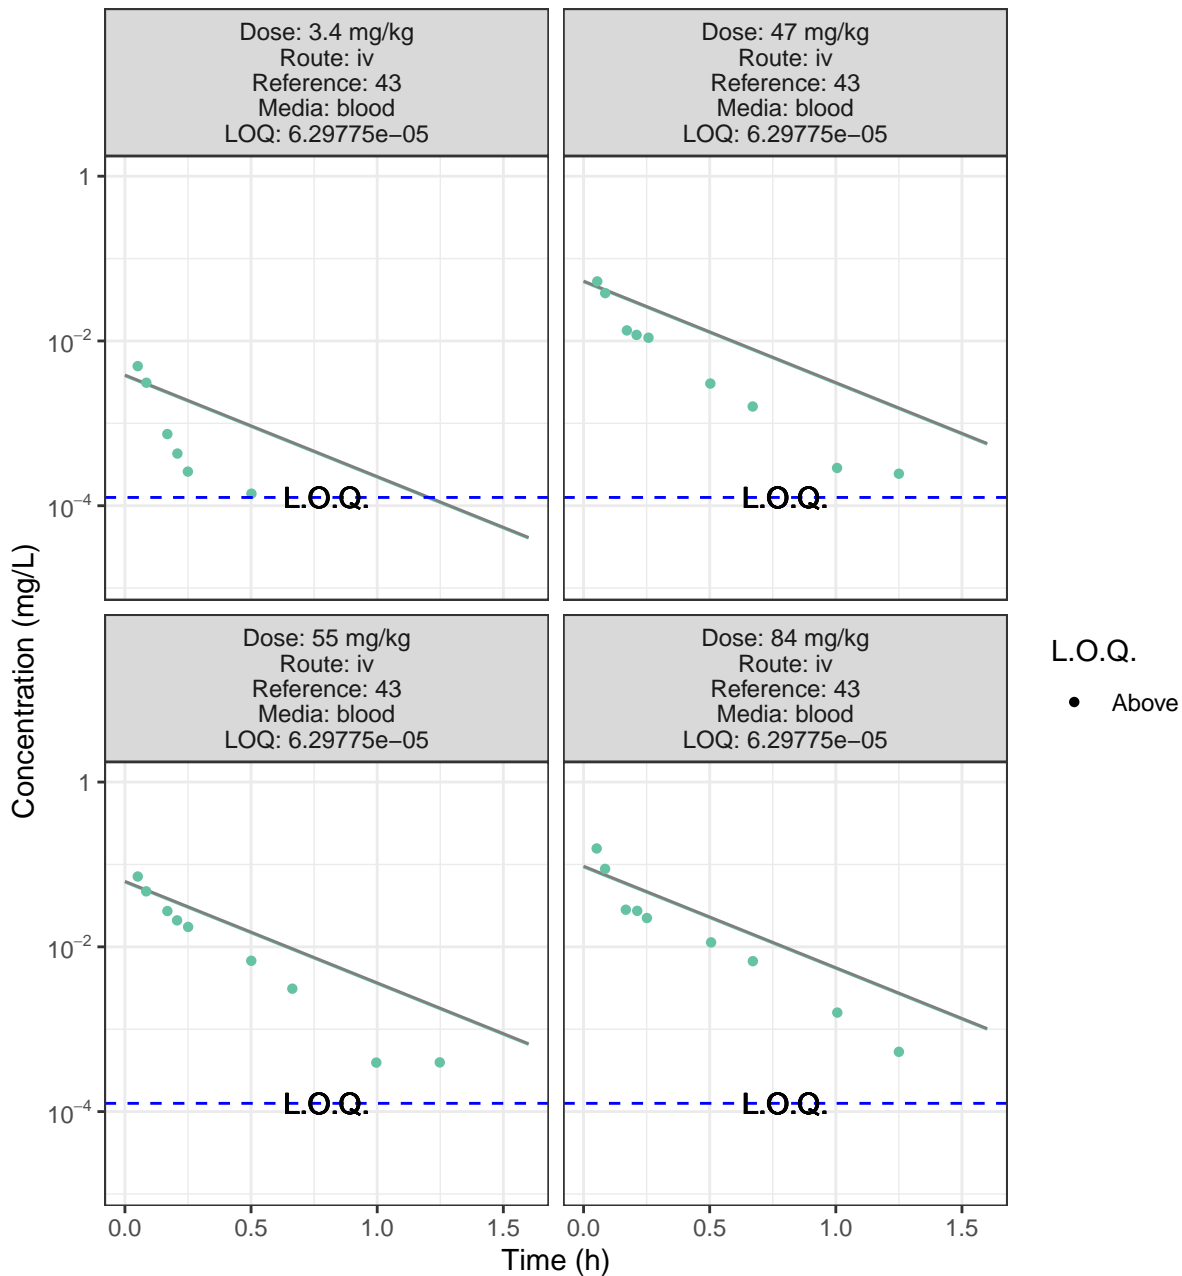 Dose: 3.4 mg/kg
Route: iv
Reference: 43
Media: blood
LOQ: 6.29775e−05
Dose: 47 mg/kg
Route: iv
Reference: 43
Media: blood
LOQ: 6.29775e−05
1
10⁻²
10⁻⁴
L.O.Q.
L.O.Q.
Concentration (mg/L)
Dose: 55 mg/kg
Route: iv
Reference: 43
Media: blood
LOQ: 6.29775e−05
Dose: 84 mg/kg
Route: iv
Reference: 43
Media: blood
LOQ: 6.29775e−05
1
10⁻²
10⁻⁴
L.O.Q.
L.O.Q.
0.0 0.5 1.0 1.5
0.0 0.5 1.0 1.5
Time (h)
L.O.Q.
Above